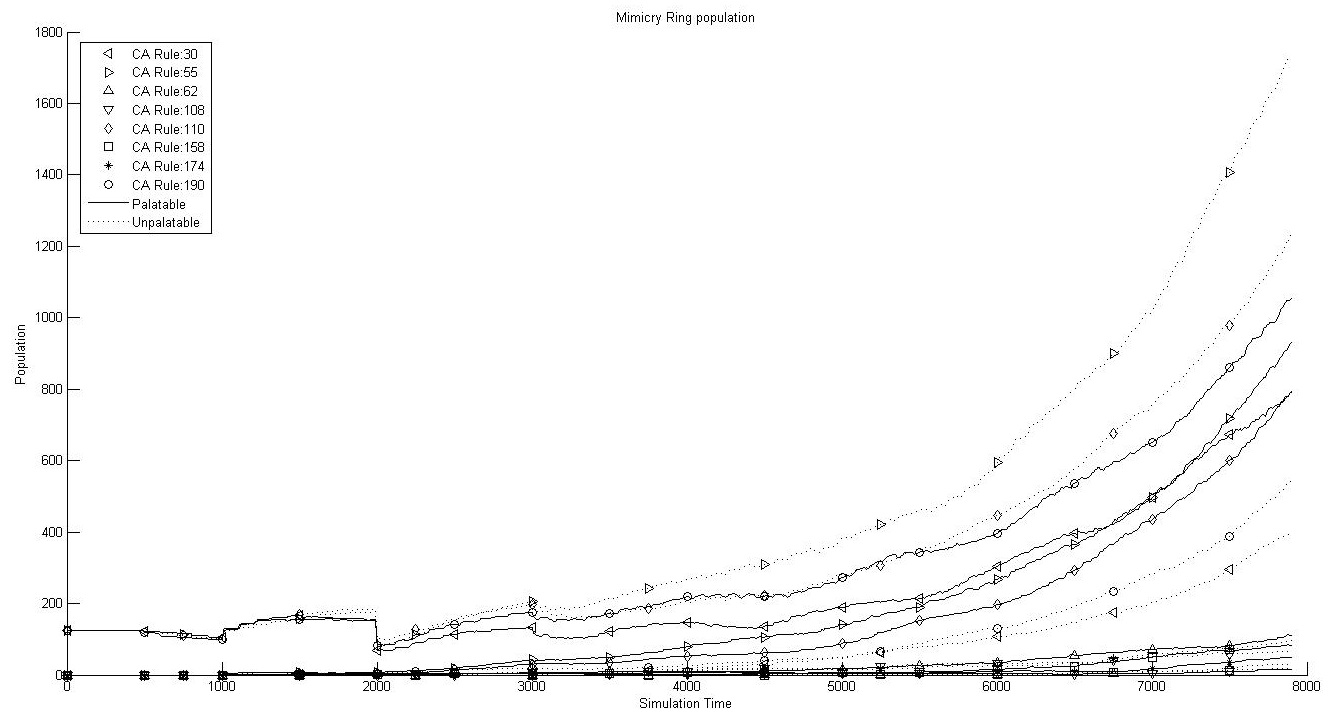 Mimicry Ring population
1800
1600
1400
1200
1000
800
600
400
200
0
Population
CA Rule:30
CA Rule:55
CA Rule:62
CA Rule:108
CA Rule:110
CA Rule:158
CA Rule:174
CA Rule:190
Palatable
Unpalatable
0 1000 2000 3000 4000 5000 6000 7000 8000
Simulation Time